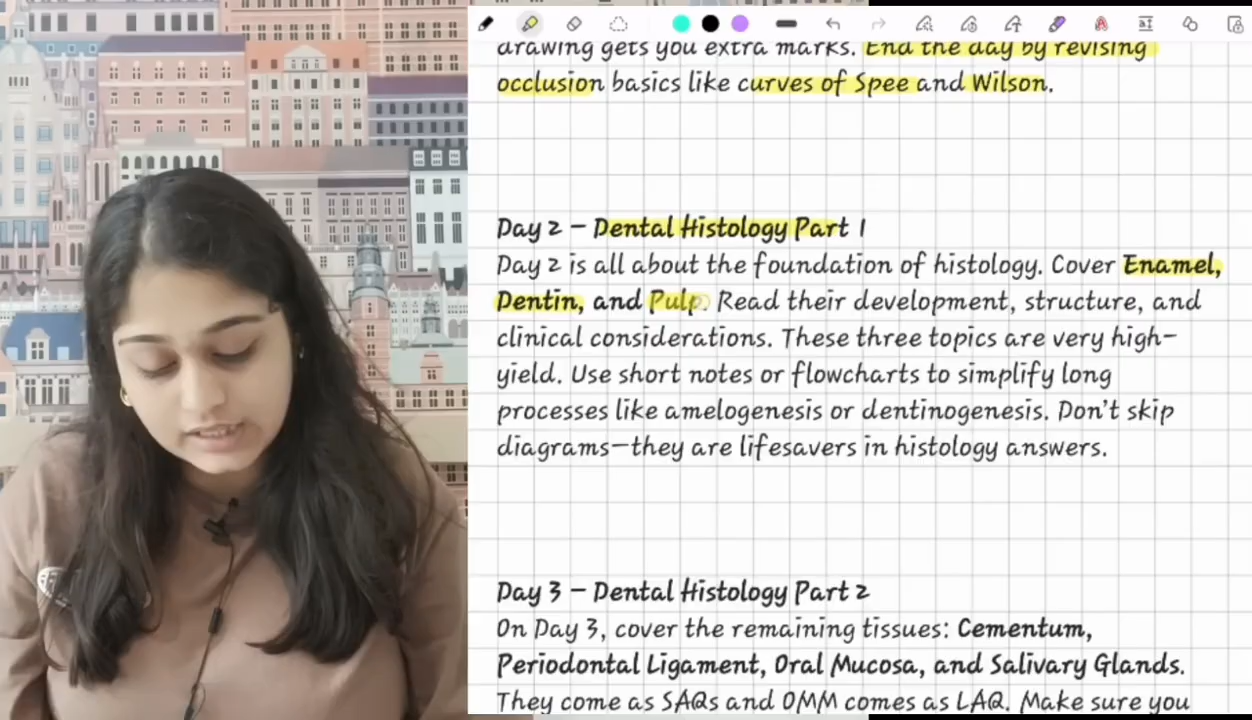 drawing gets you extra marks. End the day by revising
occlusion basics like curves of Spee and Wilson.
Day 2 – Dental Histology Part 1
Day 2 is all about the foundation of histology. Cover Enamel,
Dentin, and Pulp. Read their development, structure, and
clinical considerations. These three topics are very high-
yield. Use short notes or flowcharts to simplify long
processes like amelogenesis or dentinogenesis. Don't skip
diagrams—they are lifesavers in histology answers.
Day 3 – Dental Histology Part 2
On Day 3, cover the remaining tissues: Cementum,
Periodontal Ligament, Oral Mucosa, and Salivary Glands.
They come as SAQs and OMM comes as LAQ. Make sure you